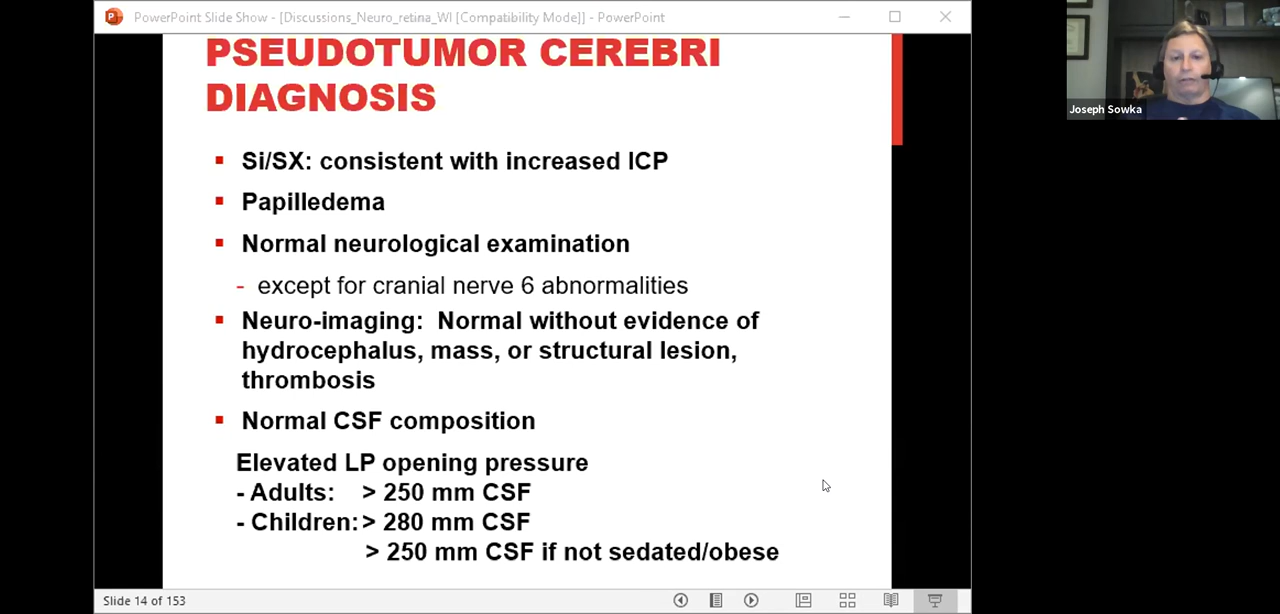 PowerPoint Slide Show - [Discussions_Neuro_retina_WI [Compatibility Mode]] - PowerPoint
PSEUDOTUMOR CEREBRI
DIAGNOSIS
Si/SX: consistent with increased ICP
Papilledema
Normal neurological examination
- except for cranial nerve 6 abnormalities
Neuro-imaging: Normal without evidence of
hydrocephalus, mass, or structural lesion,
thrombosis
Normal CSF composition
Elevated LP opening pressure
- Adults: > 250 mm CSF
- Children: > 280 mm CSF
> 250 mm CSF if not sedated/obese
Slide 14 of 153
Joseph Sowka